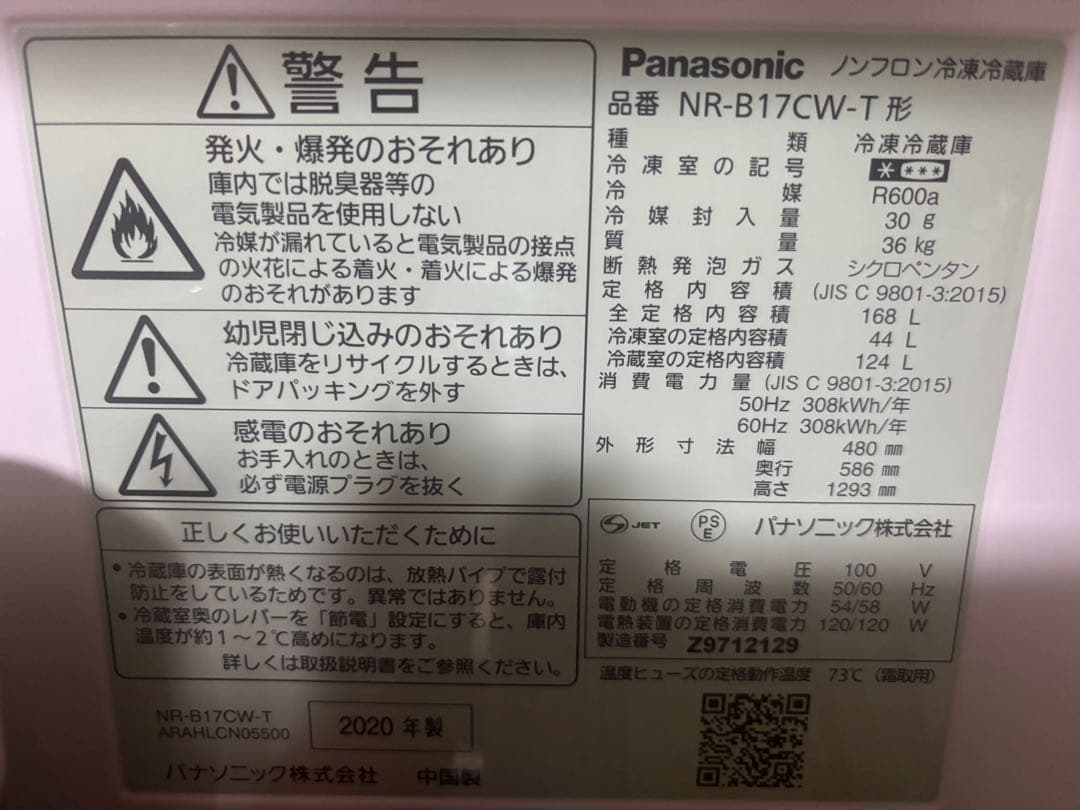 警告
発火・爆発のおそれあり
庫内では脱臭器等の
電気製品を使用しない
冷媒が漏れていると電気製品の接点
の火花による着火・着火による爆発
のおそれがあります
幼児閉じ込みのおそれあり
冷蔵庫をリサイクルするときは、
ドアパッキングを外す
感電のおそれあり
お手入れのときは、
必ず電源プラグを抜く
正しくお使いいただくために
・冷蔵庫の表面が熱くなるのは、放熱パイプで露付
防止をしているためです。異常ではありません。
・冷蔵室奥のレバーを「節電」設定にすると、庫内
温度が約1～2℃高めになります。
詳しくは取扱説明書をご参照ください。
NR-B17CW-T
ARAHLCN05500
2020 年製
パナソニック株式会社 中国製
Panasonic ノンフロン冷凍冷蔵庫
品番 NR-B17CW-T 形
種類 冷凍冷蔵庫
冷凍室の記号 * ***
冷媒 R600a
冷媒封入量 30 g
質量 36 kg
断熱発泡ガス シクロペンタン
定格内容積 (JIS C 9801-3:2015)
全定格内容積 168 L
冷凍室の定格内容積 44 L
冷蔵室の定格内容積 124 L
消費電力量 (JIS C 9801-3:2015)
50Hz 308kWh/年
60Hz 308kWh/年
外形寸法幅 480 ㎜
奥行 586 ㎜
高さ 1293 ㎜
S JET PS E パナソニック株式会社
定格電圧 100 V
定格周波数 50/60 Hz
電動機の定格消費電力 54/58 W
電熱装置の定格消費電力 120/120 W
製造番号 Z9712129
温度ヒューズの定格動作温度 73℃ (霜取用)